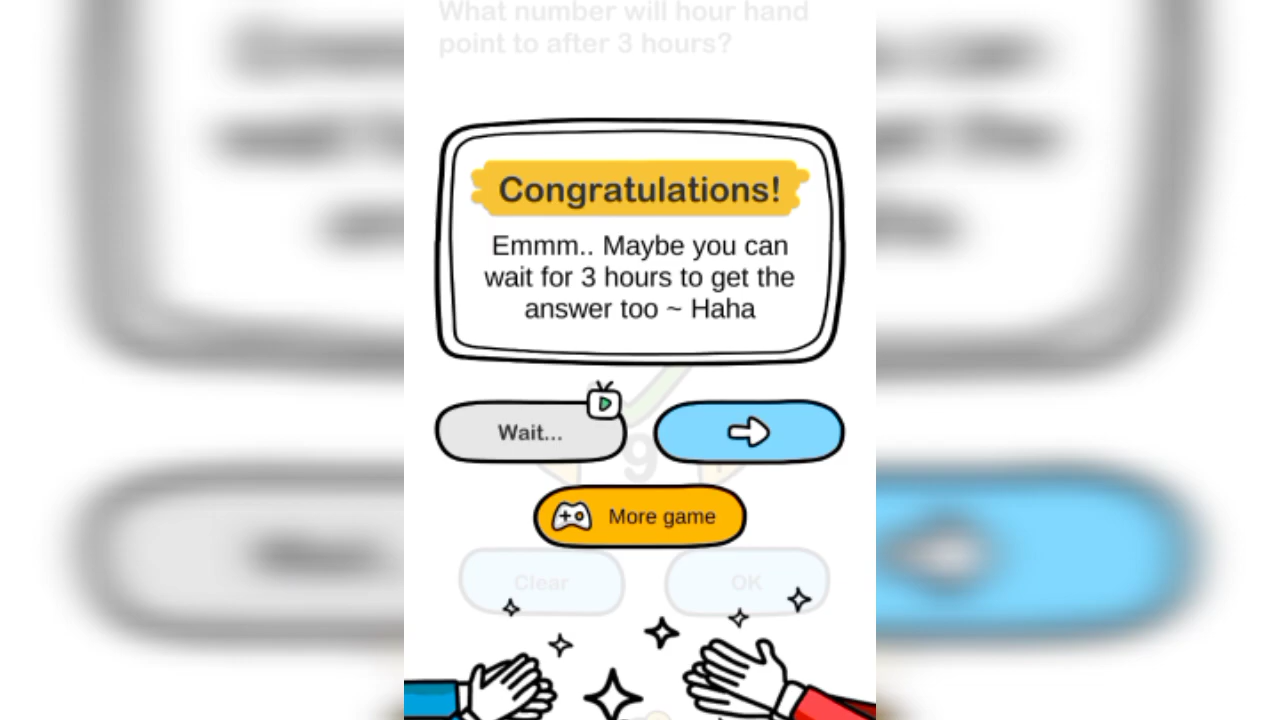 What number will hour hand
point to after 3 hours?
Congratulations!
Emmm.. Maybe you can
wait for 3 hours to get the
answer too ~ Haha
Wait...
9
More game
Clear
OK